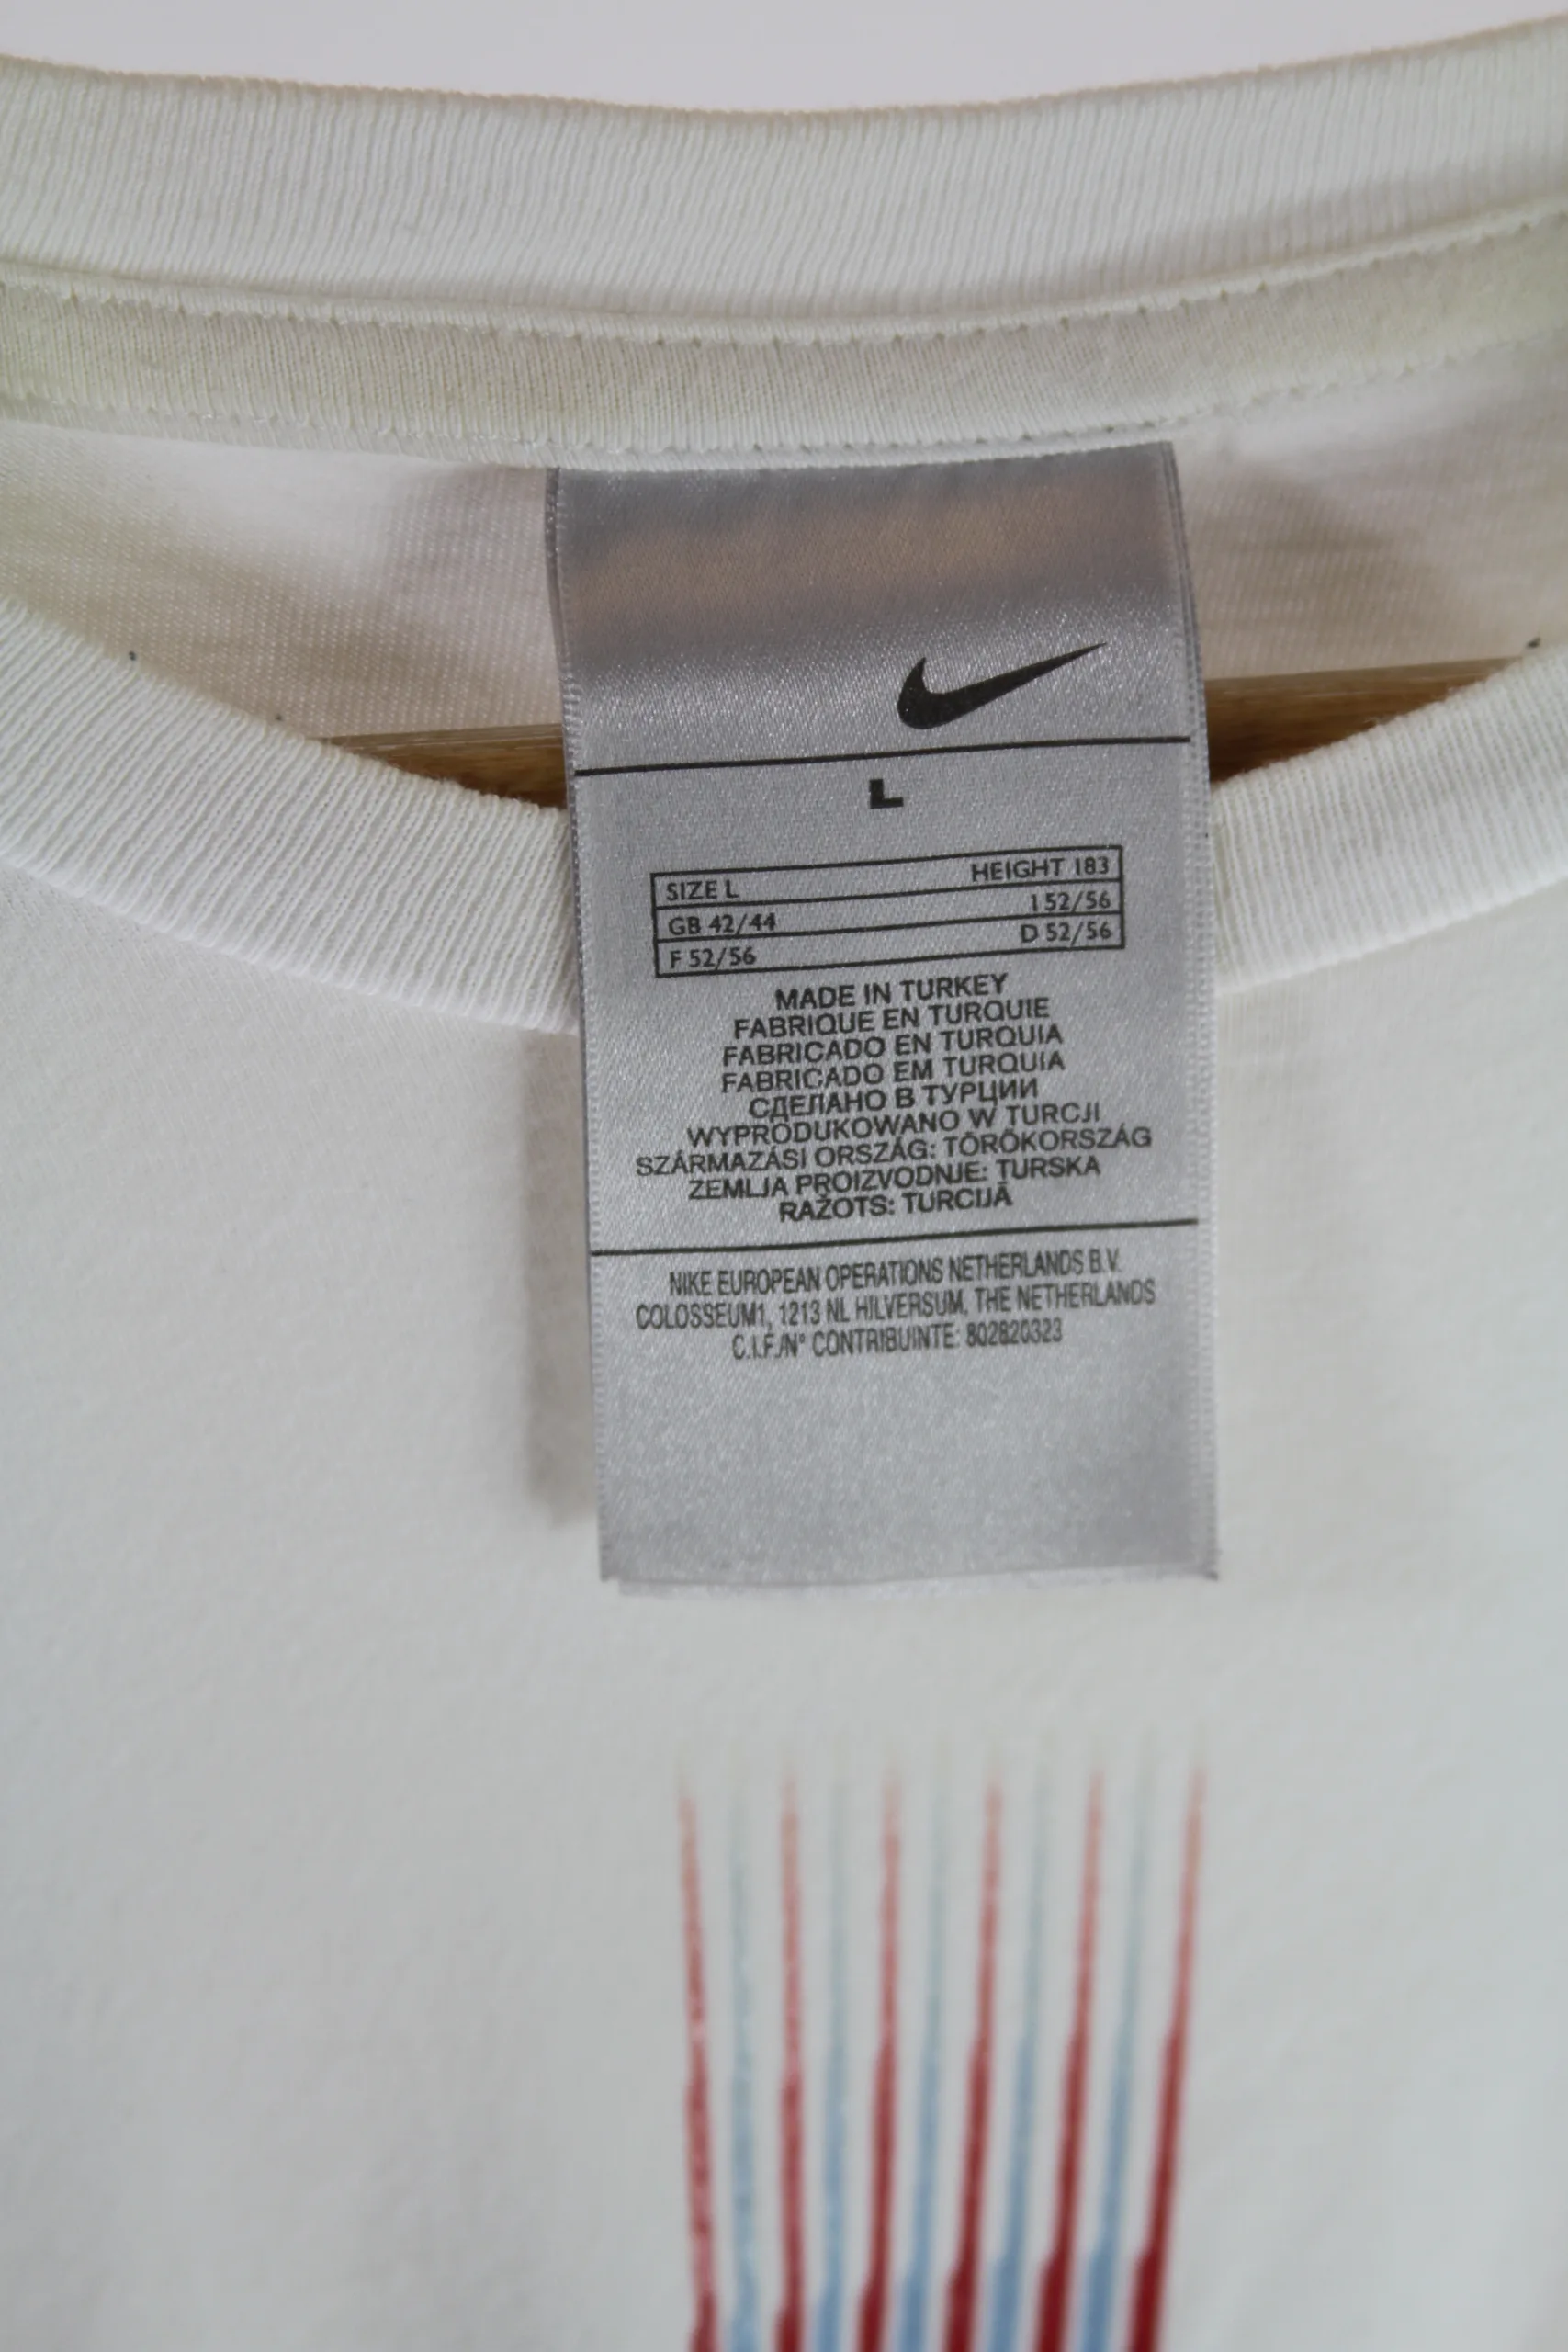 L
SIZE L HEIGHT 183
GB 42/44 I 52/56
F 52/56 D 52/56
MADE IN TURKEY
FABRIQUE EN TURQUIE
FABRICADO EN TURQUIA
FABRICADO EM TURQUIA
СДЕЛАНО В ТУРЦИИ
WYPRODUKOWANO W TURCJI
SZÁRMAZÁSI ORSZÁG: TÖRÖKORSZÁG
ZEMLJA PROIZVODNJE: TURSKA
RAŽOTS: TURCIJĀ
NIKE EUROPEAN OPERATIONS NETHERLANDS B.V.
COLOSSEUM1, 1213 NL HILVERSUM, THE NETHERLANDS
C.I.F./N° CONTRIBUINTE: 802820323